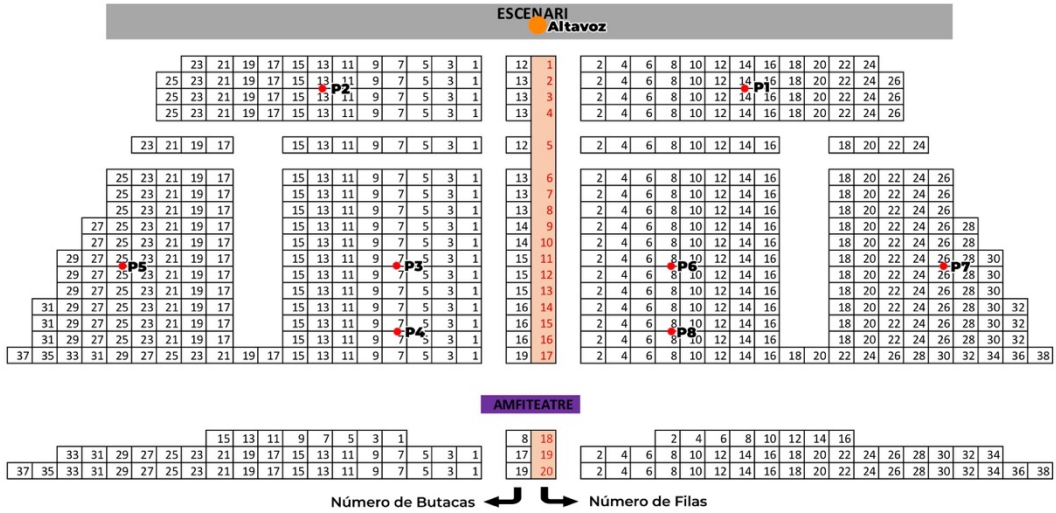 ESCENARI
Altavoz
23 21 19 17 15 13 11 9 7 5 3 1 12 1 2 4 6 8 10 12 14 16 18 20 22 24
25 23 21 19 17 15 13 11 9 7 5 3 1 13 2 2 4 6 8 10 12 14 16 18 20 22 24 26
P2 P1
25 23 21 19 17 15 13 11 9 7 5 3 1 13 3 2 4 6 8 10 12 14 16 18 20 22 24 26
25 23 21 19 17 15 13 11 9 7 5 3 1 13 4 2 4 6 8 10 12 14 16 18 20 22 24 26
23 21 19 17 15 13 11 9 7 5 3 1 12 5 2 4 6 8 10 12 14 16 18 20 22 24
25 23 21 19 17 15 13 11 9 7 5 3 1 13 6 2 4 6 8 10 12 14 16 18 20 22 24 26
25 23 21 19 17 15 13 11 9 7 5 3 1 13 7 2 4 6 8 10 12 14 16 18 20 22 24 26
25 23 21 19 17 15 13 11 9 7 5 3 1 13 8 2 4 6 8 10 12 14 16 18 20 22 24 26
27 25 23 21 19 17 15 13 11 9 7 5 3 1 14 9 2 4 6 8 10 12 14 16 18 20 22 24 26 28
27 25 23 21 19 17 15 13 11 9 7 5 3 1 14 10 2 4 6 8 10 12 14 16 18 20 22 24 26 28
29 27 25 23 21 19 17 15 13 11 9 7 5 3 1 15 11 2 4 6 8 10 12 14 16 18 20 22 24 26 28 30
P5 P3 P6 P7
29 27 25 23 21 19 17 15 13 11 9 7 5 3 1 15 12 2 4 6 8 10 12 14 16 18 20 22 24 26 28 30
29 27 25 23 21 19 17 15 13 11 9 7 5 3 1 15 13 2 4 6 8 10 12 14 16 18 20 22 24 26 28 30
31 29 27 25 23 21 19 17 15 13 11 9 7 5 3 1 16 14 2 4 6 8 10 12 14 16 18 20 22 24 26 28 30 32
31 29 27 25 23 21 19 17 15 13 11 9 7 5 3 1 16 15 2 4 6 8 10 12 14 16 18 20 22 24 26 28 30 32
P4 P8
31 29 27 25 23 21 19 17 15 13 11 9 7 5 3 1 16 16 2 4 6 8 10 12 14 16 18 20 22 24 26 28 30 32
37 35 33 31 29 27 25 23 21 19 17 15 13 11 9 7 5 3 1 19 17 2 4 6 8 10 12 14 16 18 20 22 24 26 28 30 32 34 36 38
AMFITEATRE
15 13 11 9 7 5 3 1 8 18 2 4 6 8 10 12 14 16
33 31 29 27 25 23 21 19 17 15 13 11 9 7 5 3 1 17 19 2 4 6 8 10 12 14 16 18 20 22 24 26 28 30 32 34
37 35 33 31 29 27 25 23 21 19 17 15 13 11 9 7 5 3 1 19 20 2 4 6 8 10 12 14 16 18 20 22 24 26 28 30 32 34 36 38
Número de Butacas Número de Filas